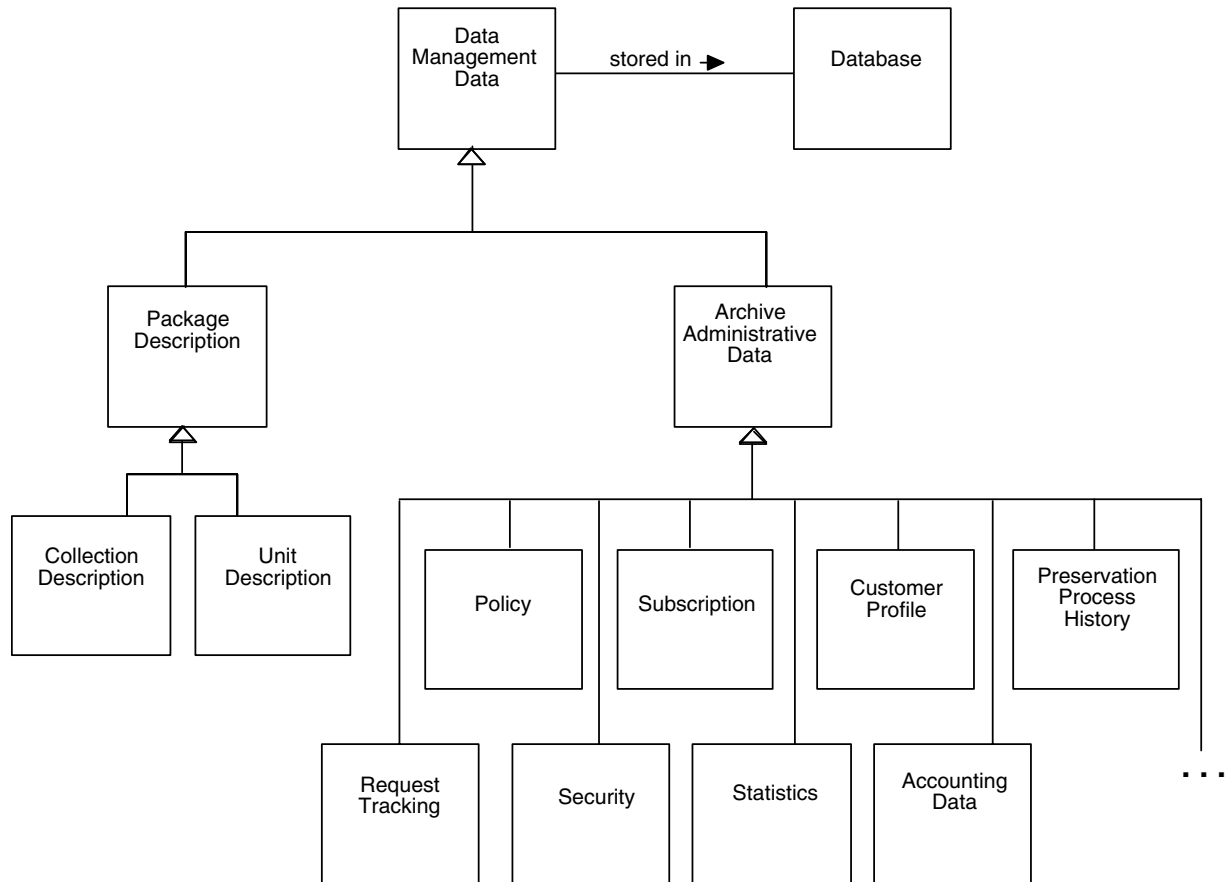 Data
Management
Data
stored in
Database
Package
Description
Archive
Administrative
Data
Collection
Description
Unit
Description
Policy
Subscription
Customer
Profile
Preservation
Process
History
Request
Tracking
Security
Statistics
Accounting
Data
...